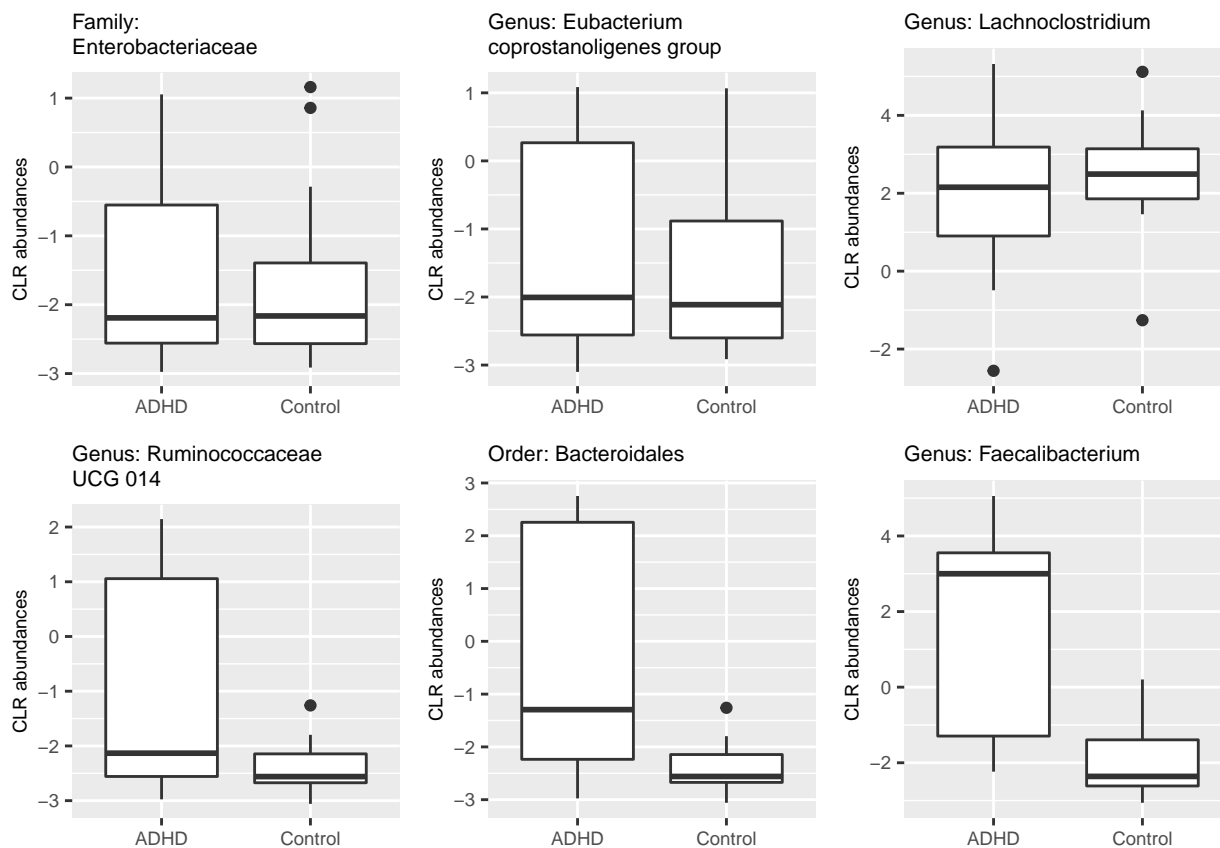 Family:
Enterobacteriaceae
CLR abundances
1
0
−1
−2
−3
ADHD
Control
Genus: Eubacterium
coprostanoligenes group
CLR abundances
1
0
−1
−2
−3
ADHD
Control
Genus: Lachnoclostridium
CLR abundances
4
2
0
−2
ADHD
Control
Genus: Ruminococcaceae
UCG 014
CLR abundances
2
1
0
−1
−2
−3
ADHD
Control
Order: Bacteroidales
CLR abundances
3
2
1
0
−1
−2
−3
ADHD
Control
Genus: Faecalibacterium
CLR abundances
4
2
0
−2
ADHD
Control